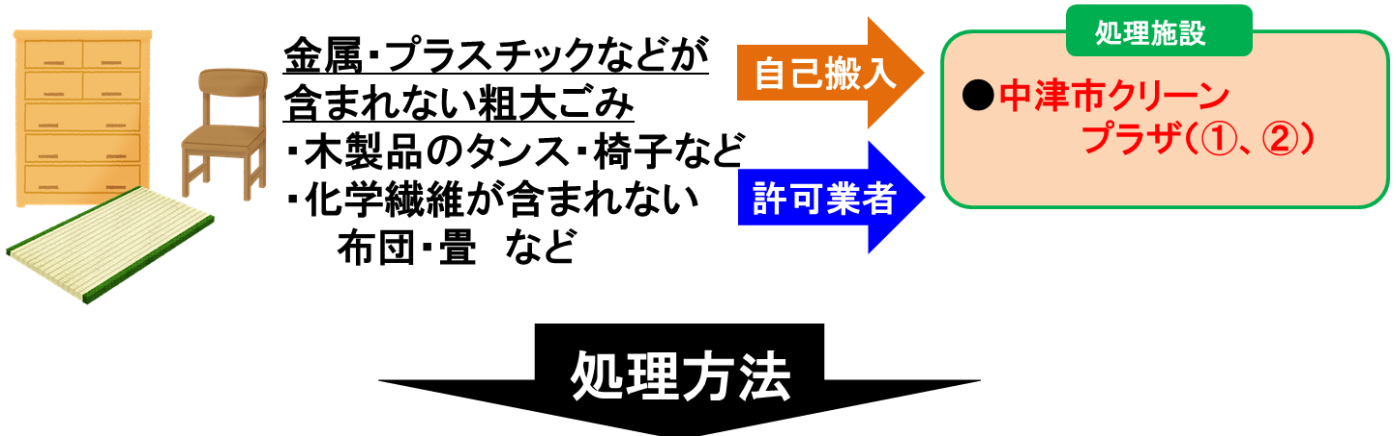 金属・プラスチックなどが
含まれない粗大ごみ
・木製品のタンス・椅子など
・化学繊維が含まれない
布団・畳　など
自己搬入
許可業者
処理施設
●中津市クリーン
プラザ(①、②)
処理方法